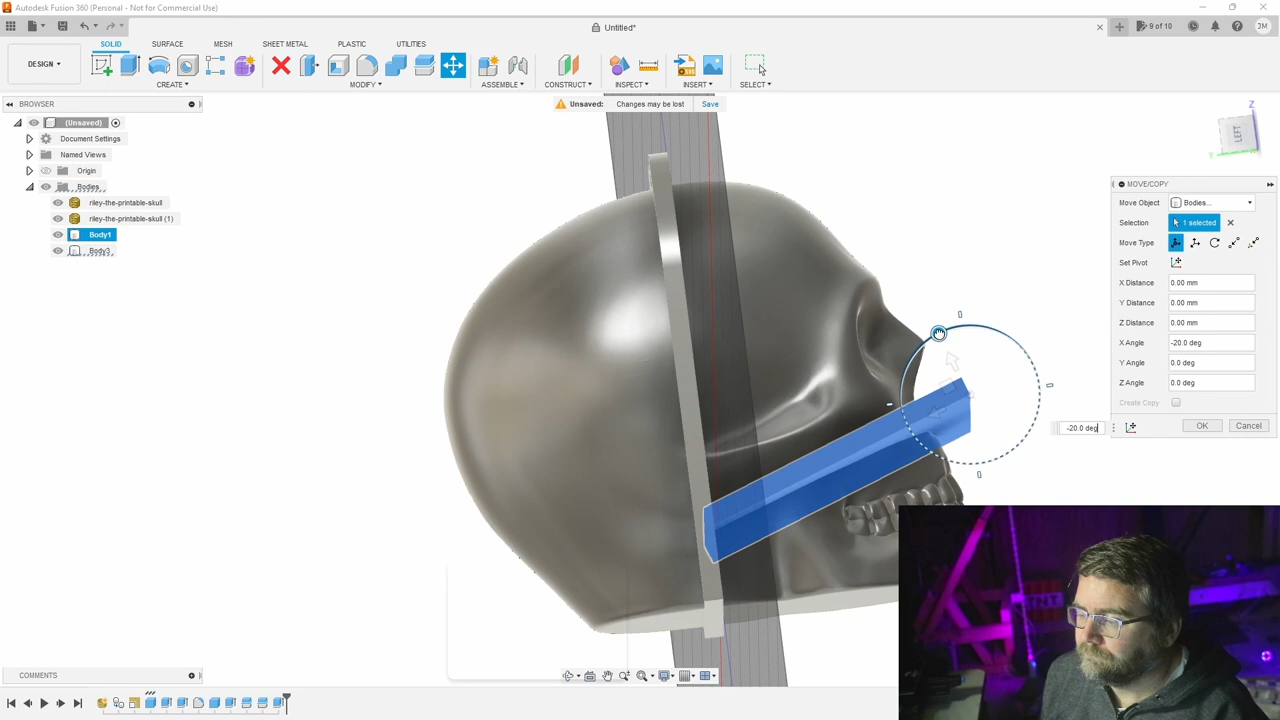 Autodesk Fusion 360 (Personal - Not for Commercial Use)
Untitled*
9 of 10
JM
DESIGN
SOLID SURFACE MESH SHEET METAL PLASTIC UTILITIES
CREATE MODIFY ASSEMBLE CONSTRUCT INSPECT INSERT SELECT
BROWSER
Unsaved: Changes may be lost Save
(Unsaved)
Document Settings
Named Views
Origin
Bodies
riley-the-printable-skull
riley-the-printable-skull (1)
Body1
Body3
Z
LEFT
Y
MOVE/COPY
Move Object Bodies...
Selection 1 selected
Move Type
Set Pivot
X Distance 0.00 mm
Y Distance 0.00 mm
Z Distance 0.00 mm
X Angle -20.0 deg
Y Angle 0.0 deg
Z Angle 0.0 deg
Create Copy
OK Cancel
-20.0 deg
TNT
COMMENTS